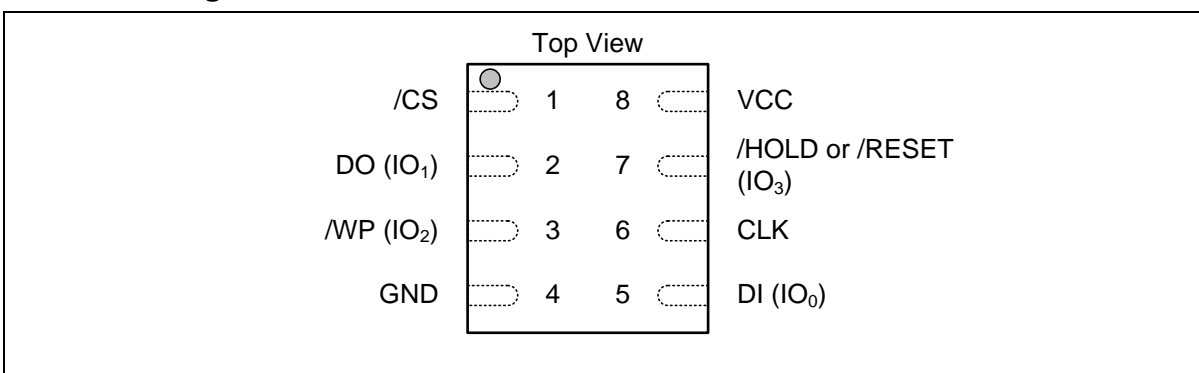 Top View
/CS 1 8 VCC
DO (IO₁) 2 7 /HOLD or /RESET
(IO₃)
/WP (IO₂) 3 6 CLK
GND 4 5 DI (IO₀)